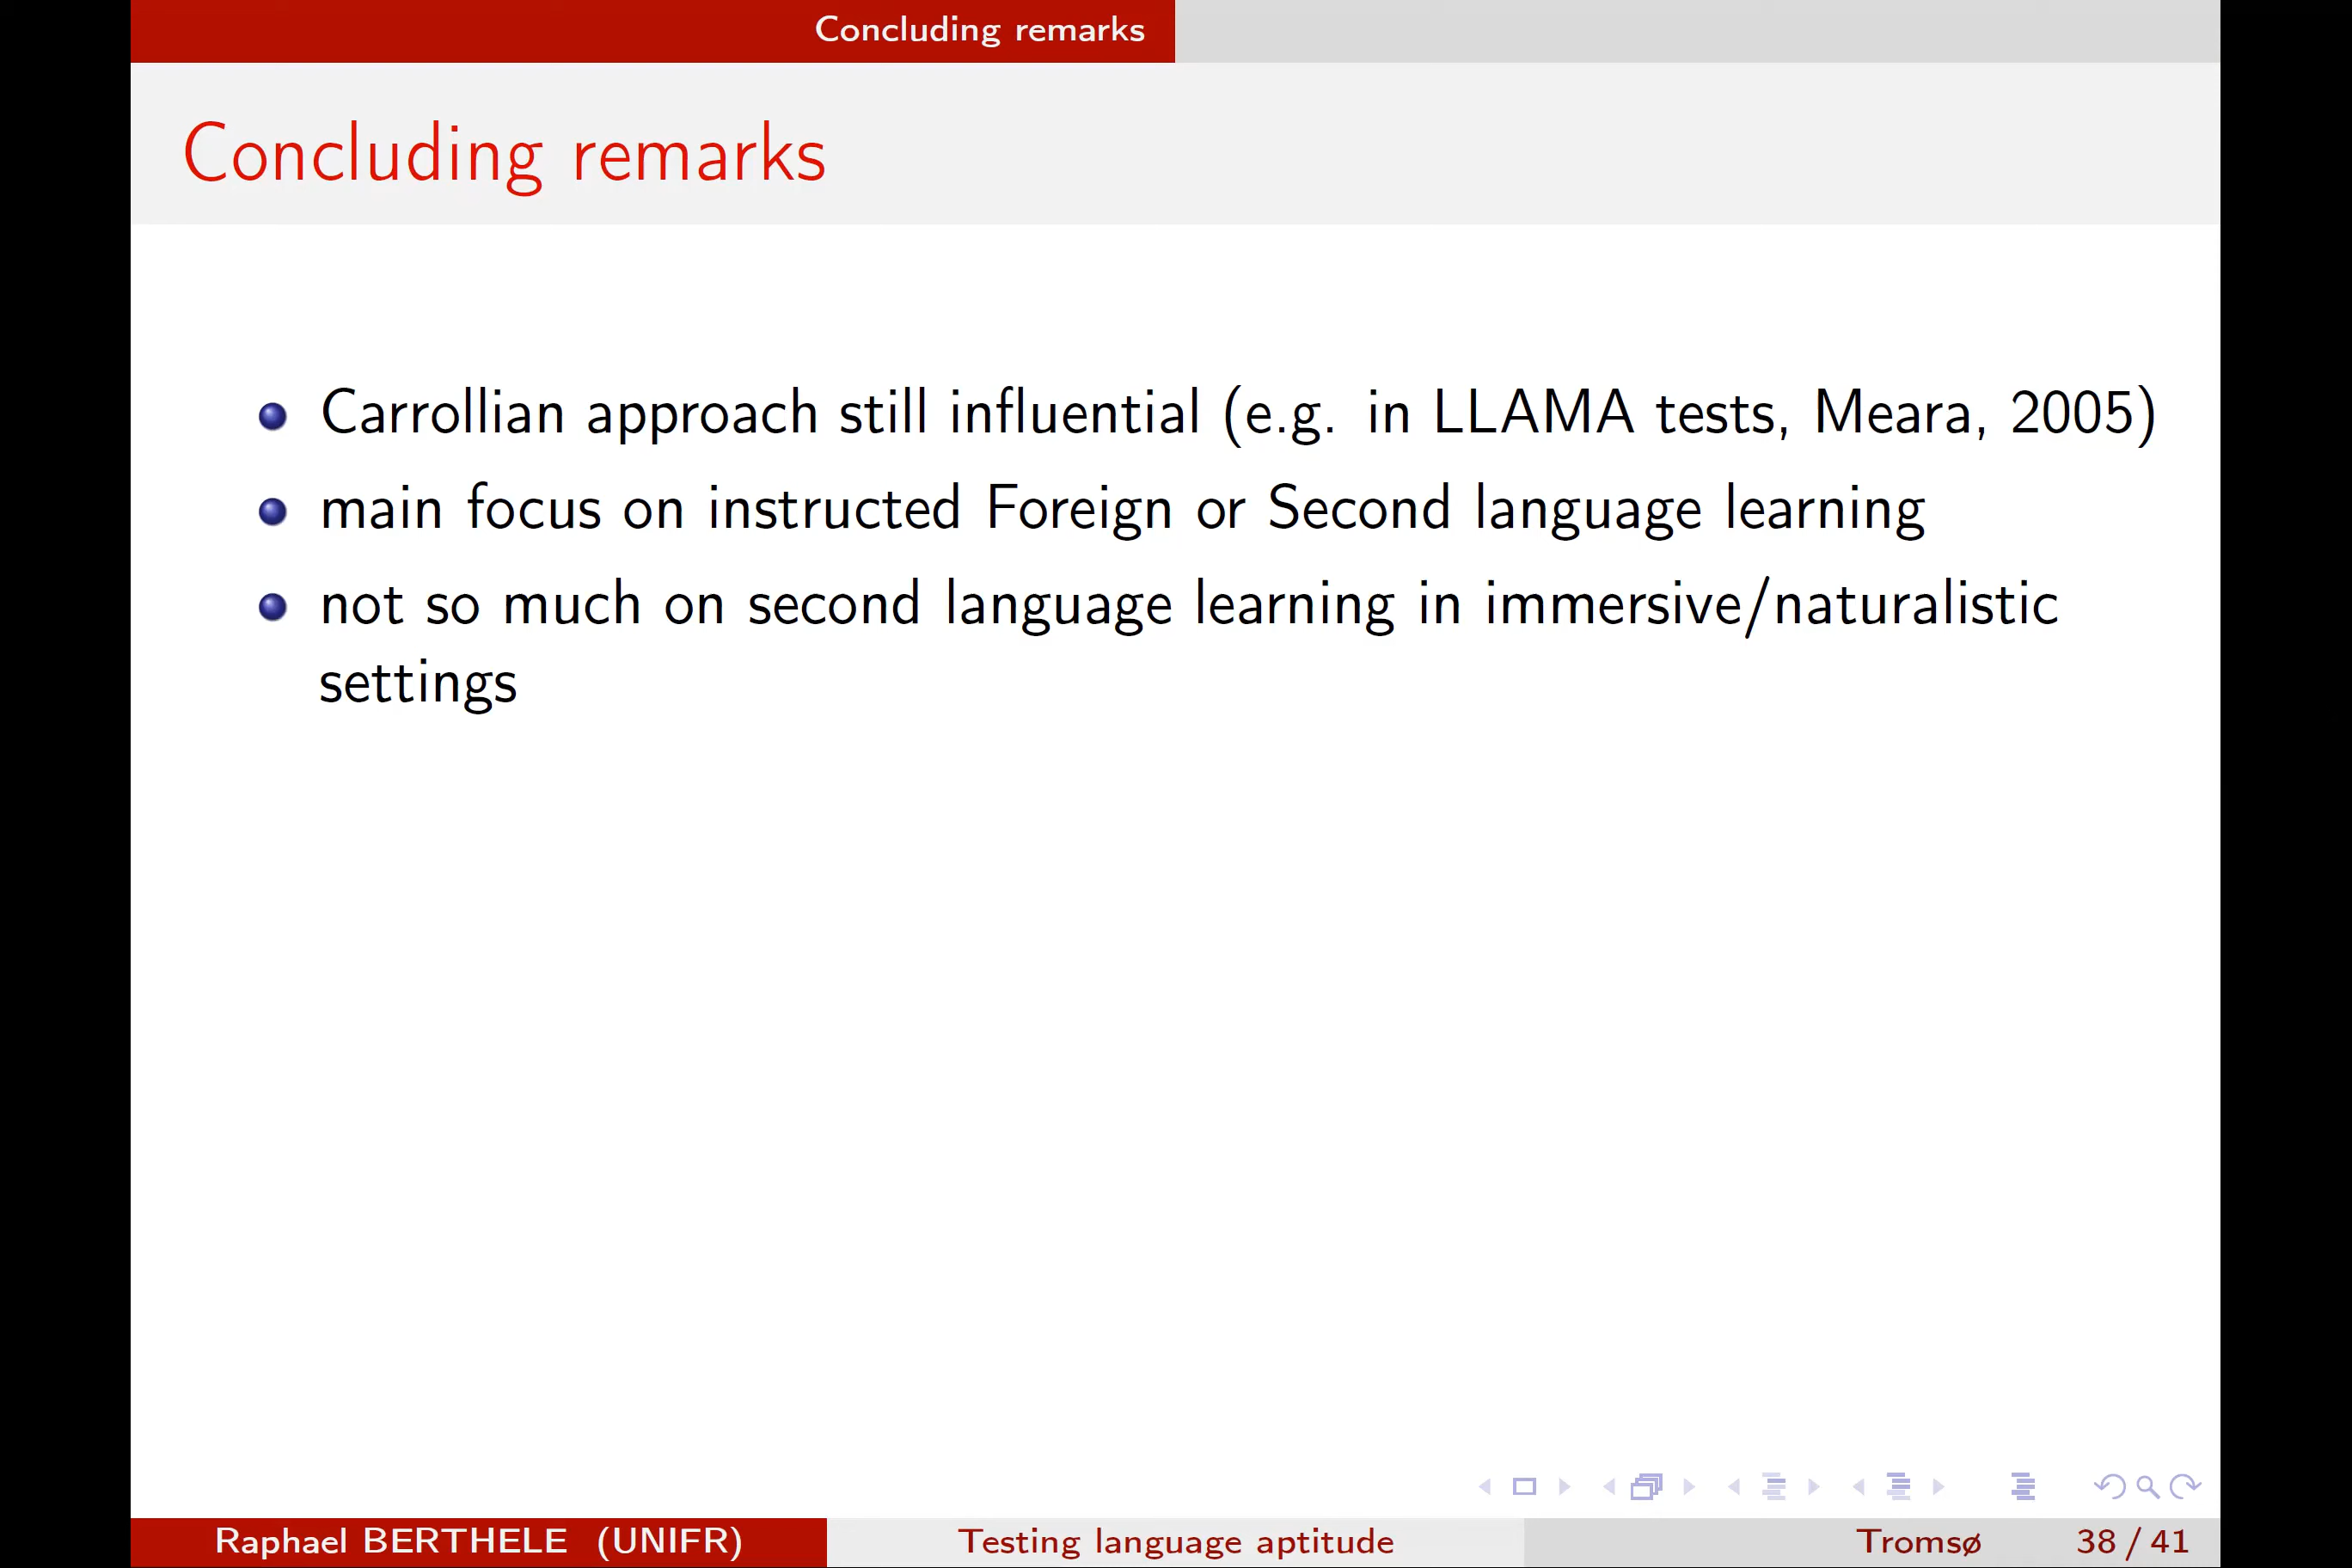 Concluding remarks
Concluding remarks
Carrollian approach still influential (e.g. in LLAMA tests, Meara, 2005)
main focus on instructed Foreign or Second language learning
not so much on second language learning in immersive/naturalistic
settings
Raphael BERTHELE (UNIFR) Testing language aptitude Tromsø 38 / 41